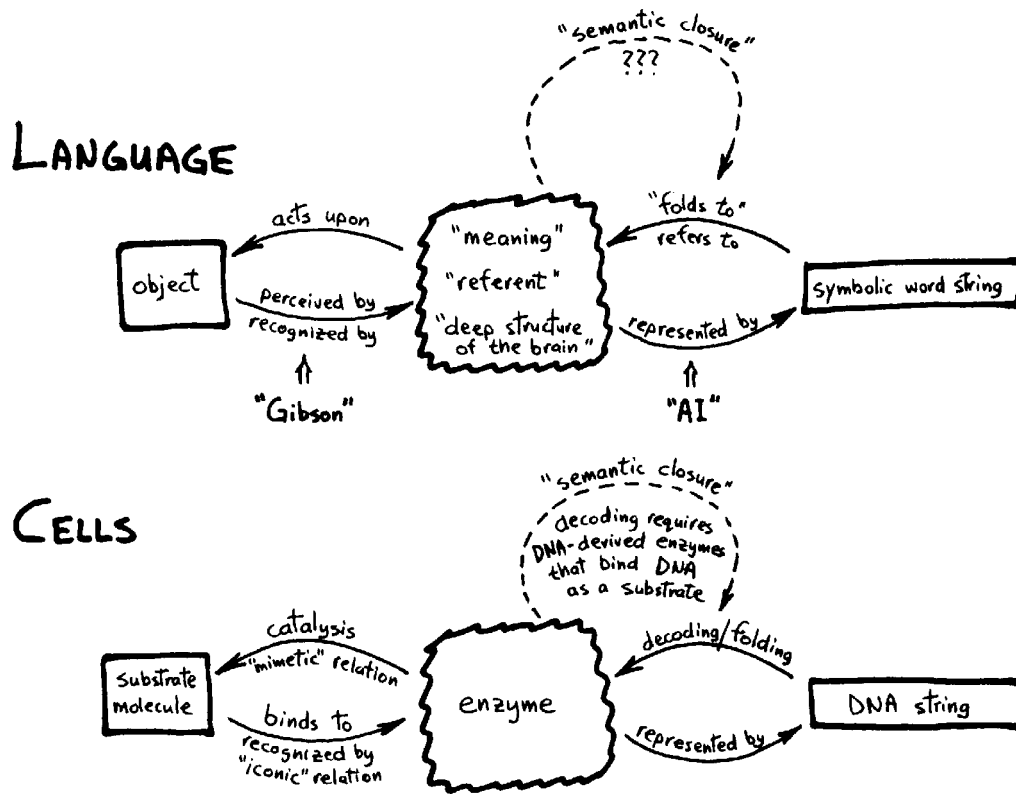 "semantic closure"
???
LANGUAGE
"folds to"
acts upon
refers to
"meaning"
object
"referent"
symbolic word string
perceived by
recognized by
"deep structure
of the brain"
represented by
"Gibson"
"AI"
"semantic closure"
CELLS
decoding requires
DNA-derived enzymes
that bind DNA
as a substrate
catalysis
"mimetic" relation
decoding/folding
substrate
molecule
enzyme
DNA string
binds to
recognized by
"iconic" relation
represented by